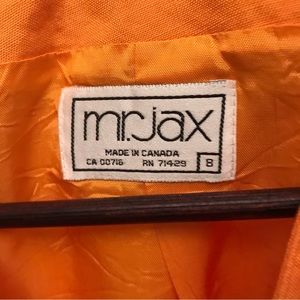 mr.jax
MADE IN CANADA
CA 00716 RN 71429 8